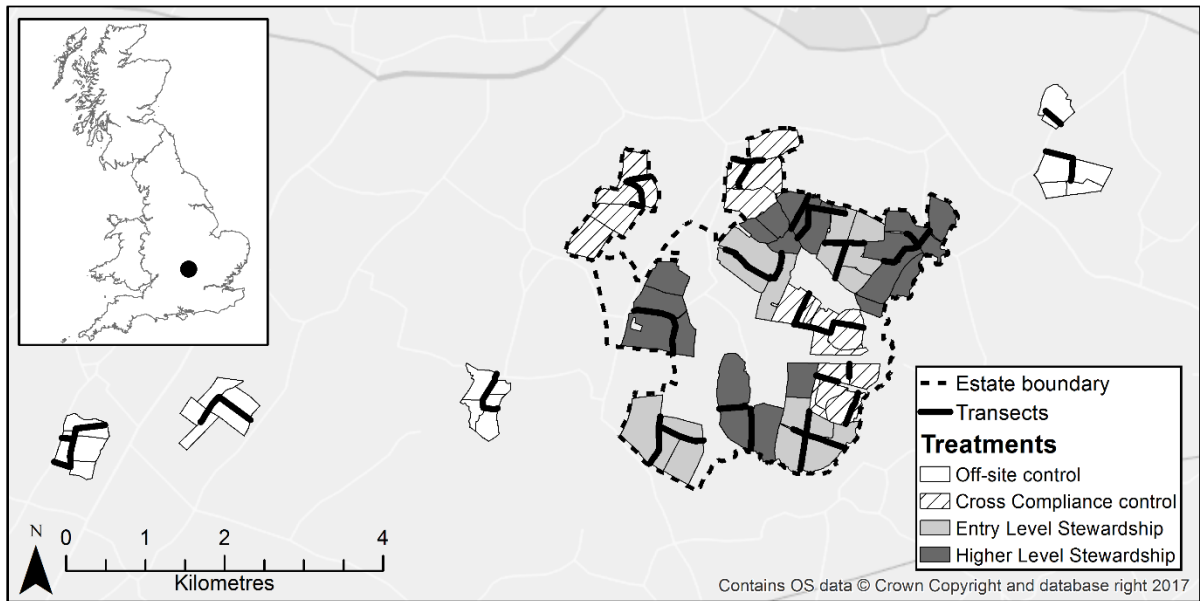 Estate boundary
Transects
Treatments
Off-site control
Cross Compliance control
Entry Level Stewardship
Higher Level Stewardship
N
0 1 2 4
Kilometres
Contains OS data © Crown Copyright and database right 2017